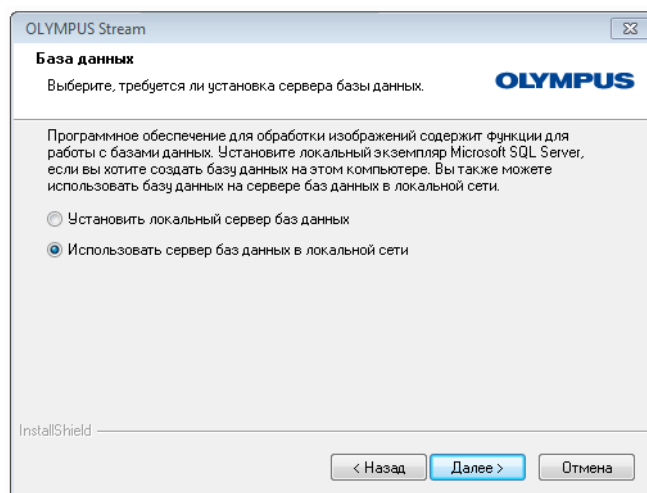 OLYMPUS Stream
База данных
Выберите, требуется ли установка сервера базы данных.
OLYMPUS
Программное обеспечение для обработки изображений содержит функции для
работы с базами данных. Установите локальный экземпляр Microsoft SQL Server,
если вы хотите создать базу данных на этом компьютере. Вы также можете
использовать базу данных на сервере баз данных в локальной сети.
Установить локальный сервер баз данных
Использовать сервер баз данных в локальной сети
InstallShield
< Назад Далее > Отмена